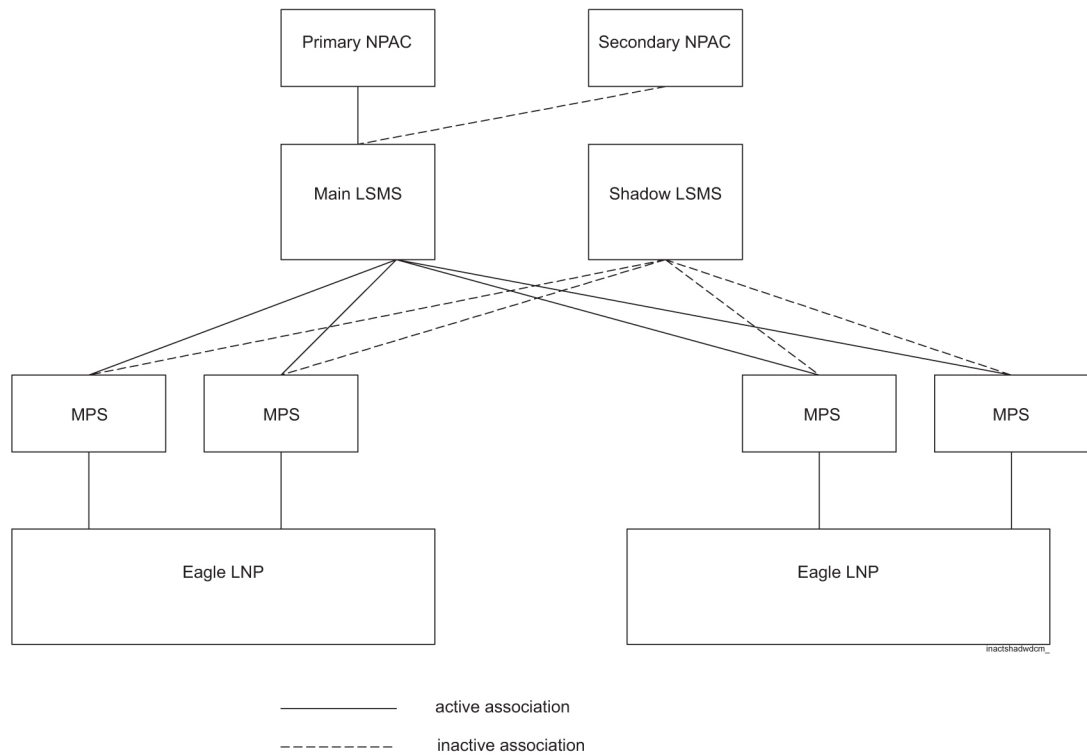 Primary NPAC
Secondary NPAC
Main LSMS
Shadow LSMS
MPS
MPS
MPS
MPS
Eagle LNP
Eagle LNP
inactshadwdcm_
active association
inactive association